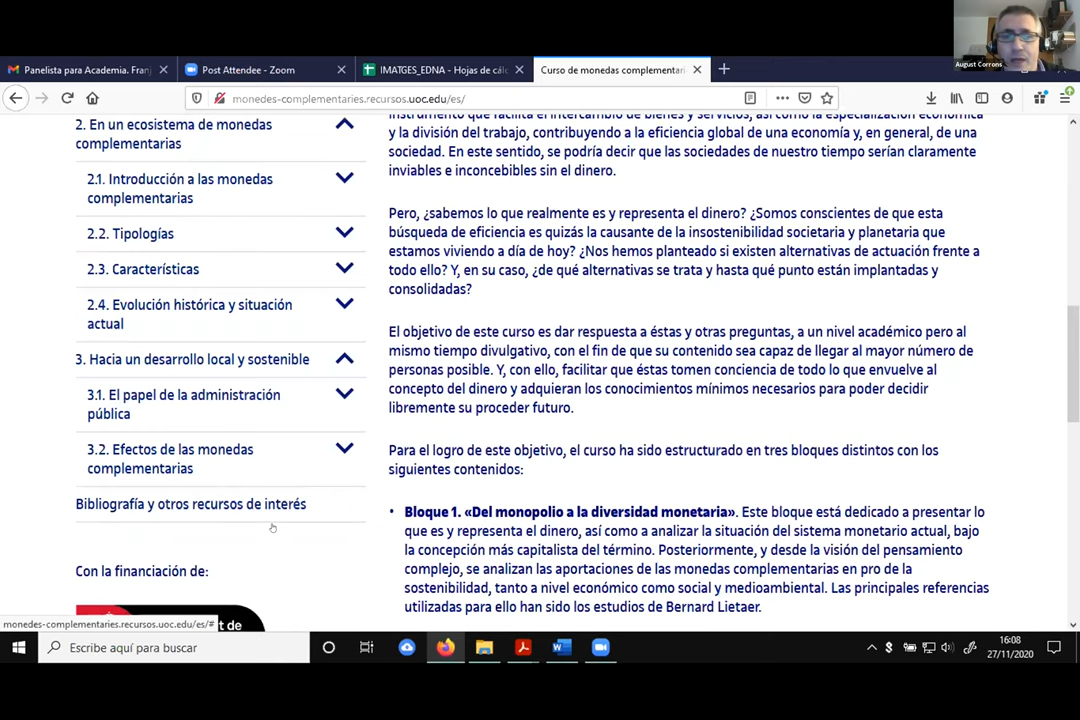 August Corrons
Panelista para Academia. Franj
Post Attendee - Zoom
IMATGES_EDNA - Hojas de cálc
Curso de monedas complementari
monedes-complementaries.recursos.uoc.edu/es/
2. En un ecosistema de monedas
complementarias
2.1. Introducción a las monedas
complementarias
2.2. Tipologías
2.3. Características
2.4. Evolución histórica y situación
actual
3. Hacia un desarrollo local y sostenible
3.1. El papel de la administración
pública
3.2. Efectos de las monedas
complementarias
Bibliografía y otros recursos de interés
Con la financiación de:
t de
monedes-complementaries.recursos.uoc.edu/es/#
instrumento que facilita el intercambio de bienes y servicios, así como la especialización económica
y la división del trabajo, contribuyendo a la eficiencia global de una economía y, en general, de una
sociedad. En este sentido, se podría decir que las sociedades de nuestro tiempo serían claramente
inviables e inconcebibles sin el dinero.
Pero, ¿sabemos lo que realmente es y representa el dinero? ¿Somos conscientes de que esta
búsqueda de eficiencia es quizás la causante de la insostenibilidad societaria y planetaria que
estamos viviendo a día de hoy? ¿Nos hemos planteado si existen alternativas de actuación frente a
todo ello? Y, en su caso, ¿de qué alternativas se trata y hasta qué punto están implantadas y
consolidadas?
El objetivo de este curso es dar respuesta a éstas y otras preguntas, a un nivel académico pero al
mismo tiempo divulgativo, con el fin de que su contenido sea capaz de llegar al mayor número de
personas posible. Y, con ello, facilitar que éstas tomen conciencia de todo lo que envuelve al
concepto del dinero y adquieran los conocimientos mínimos necesarios para poder decidir
libremente su proceder futuro.
Para el logro de este objetivo, el curso ha sido estructurado en tres bloques distintos con los
siguientes contenidos:
• Bloque 1. «Del monopolio a la diversidad monetaria». Este bloque está dedicado a presentar lo
que es y representa el dinero, así como a analizar la situación del sistema monetario actual, bajo
la concepción más capitalista del término. Posteriormente, y desde la visión del pensamiento
complejo, se analizan las aportaciones de las monedas complementarias en pro de la
sostenibilidad, tanto a nivel económico como social y medioambiental. Las principales referencias
utilizadas para ello han sido los estudios de Bernard Lietaer.
Escribe aquí para buscar
16:08
27/11/2020